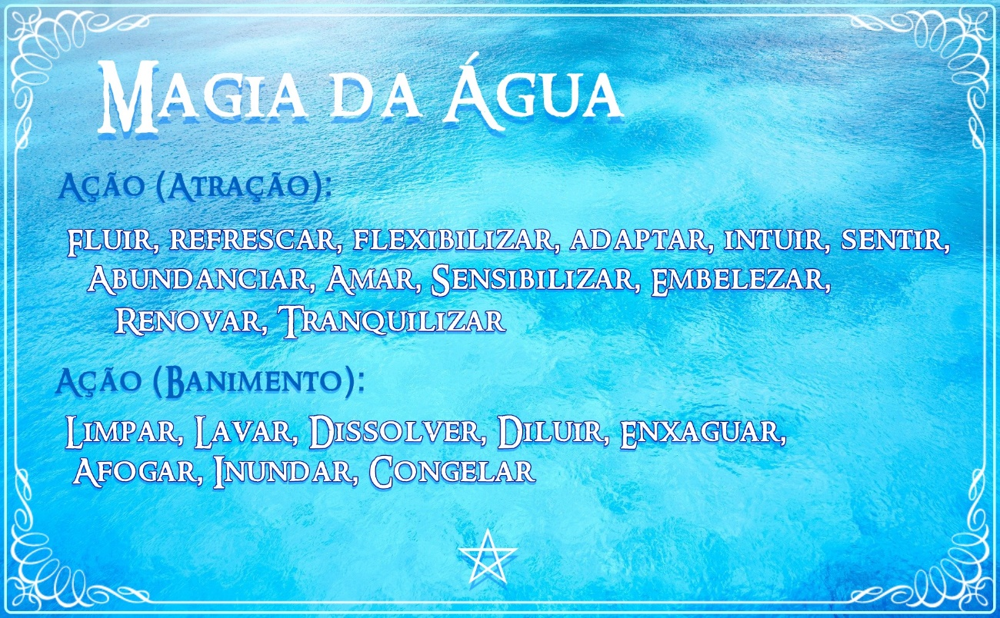 Magia da Água
Ação (Atração):
fluir, refrescar, flexibilizar, adaptar, intuir, sentir,
Abundanciar, Amar, Sensibilizar, Embelezar,
Renovar, Tranquilizar
Ação (Banimento):
Limpar, Lavar, Dissolver, Diluir, Enxaguar,
Afogar, Inundar, Congelar